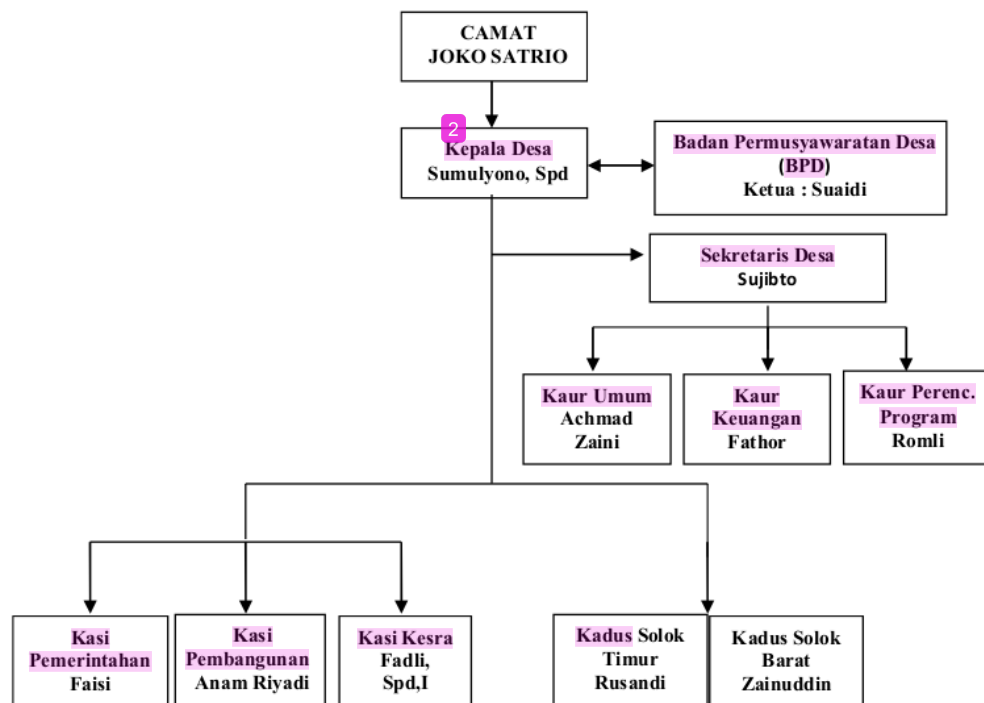 CAMAT
JOKO SATRIO
2
Kepala Desa
Sumulyono, Spd
Badan Permusyawaratan Desa
(BPD)
Ketua : Suaidi
Sekretaris Desa
Sujibto
Kaur Umum
Achmad
Zaini
Kaur
Keuangan
Fathor
Kaur Perenc.
Program
Romli
Kasi
Pemerintahan
Faisi
Kasi
Pembangunan
Anam Riyadi
Kasi Kesra
Fadli,
Spd,I
Kadus Solok
Timur
Rusandi
Kadus Solok
Barat
Zainuddin